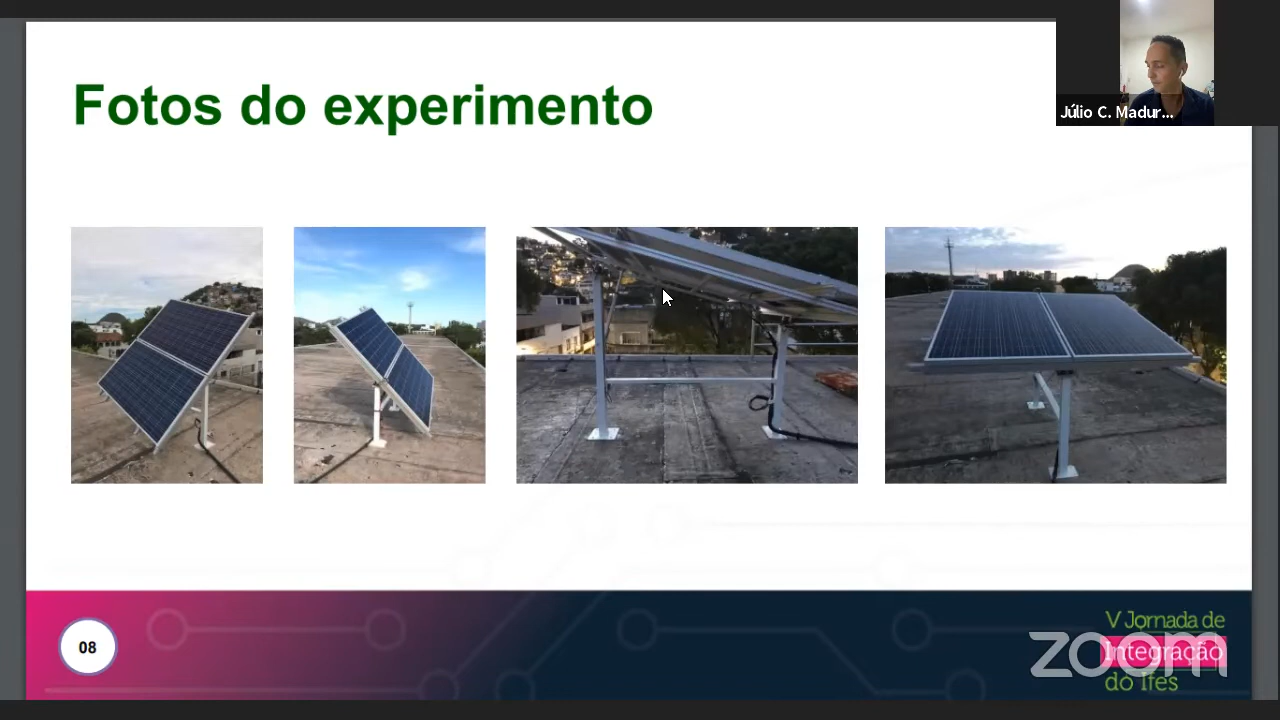 Fotos do experimento
Júlio C. Madur...
08
V Jornada de
Integração
do Ifes
zoom